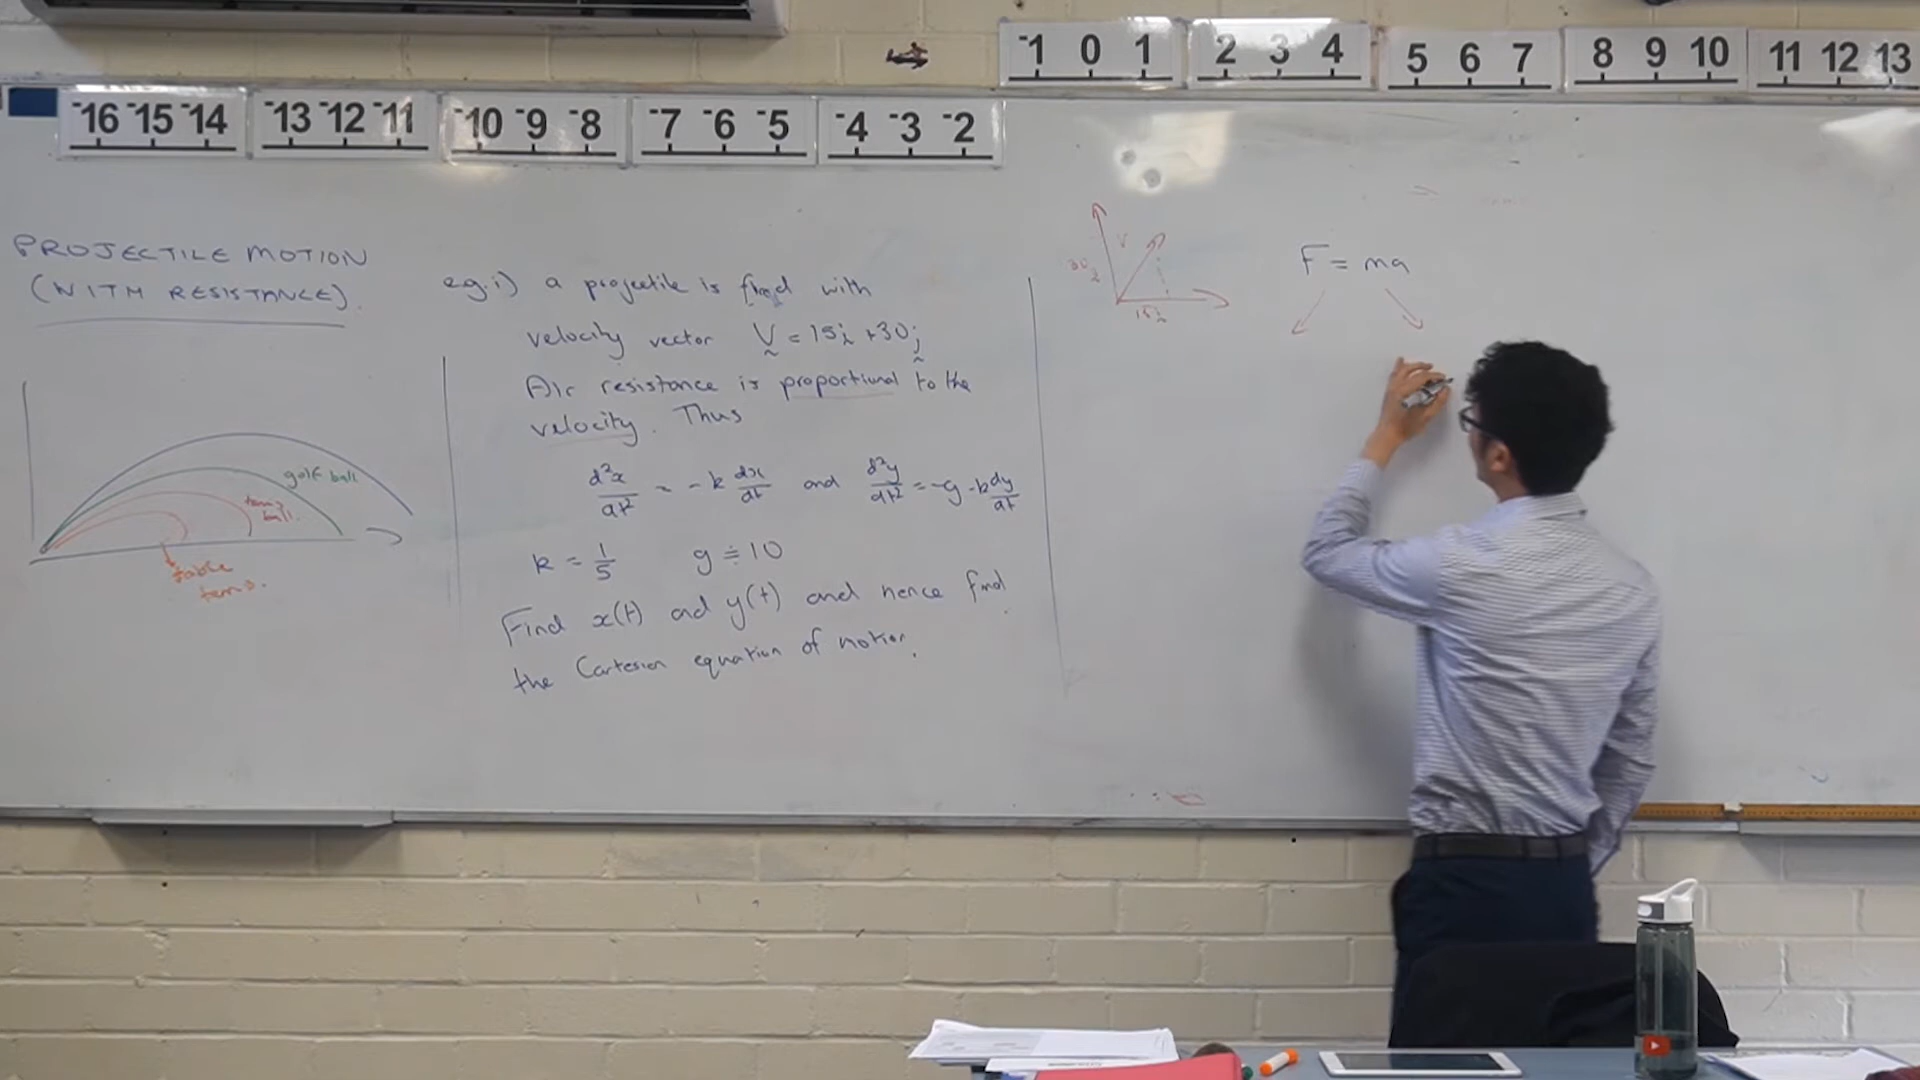 -1 0 1 2 3 4 5 6 7 8 9 10 11 12 13
-16 -15 -14 -13 -12 -11 -10 -9 -8 -7 -6 -5 -4 -3 -2
PROJECTILE MOTION
(WITH RESISTANCE).
golf ball
tennis
ball.
table
tennis.
e.g. i) a projectile is fired with
velocity vector V = 15i + 30j
~ ~ ~
Air resistance is proportional to the
velocity. Thus
d²x/dt² = -k dx/dt and d²y/dt² = -g - k dy/dt
k = 1/5 g ≑ 10
Find x(t) and y(t) and hence find
the Cartesian equation of motion.
V
30j
15i
F = ma